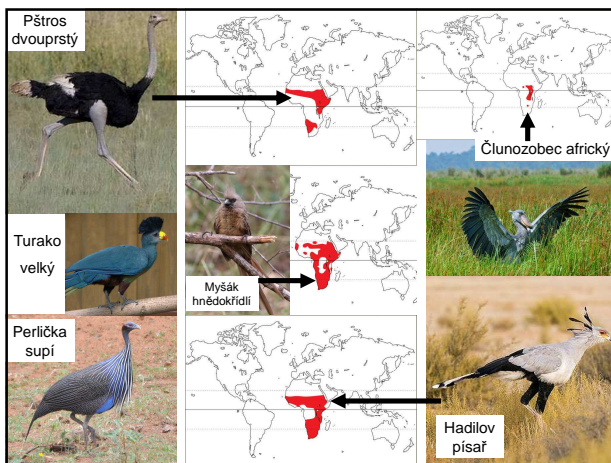 Pštros
dvouprstý
Člunozobec africký
Turako
velký
Myšák
hnědokřídlí
Perlička
supí
Hadilov
písař